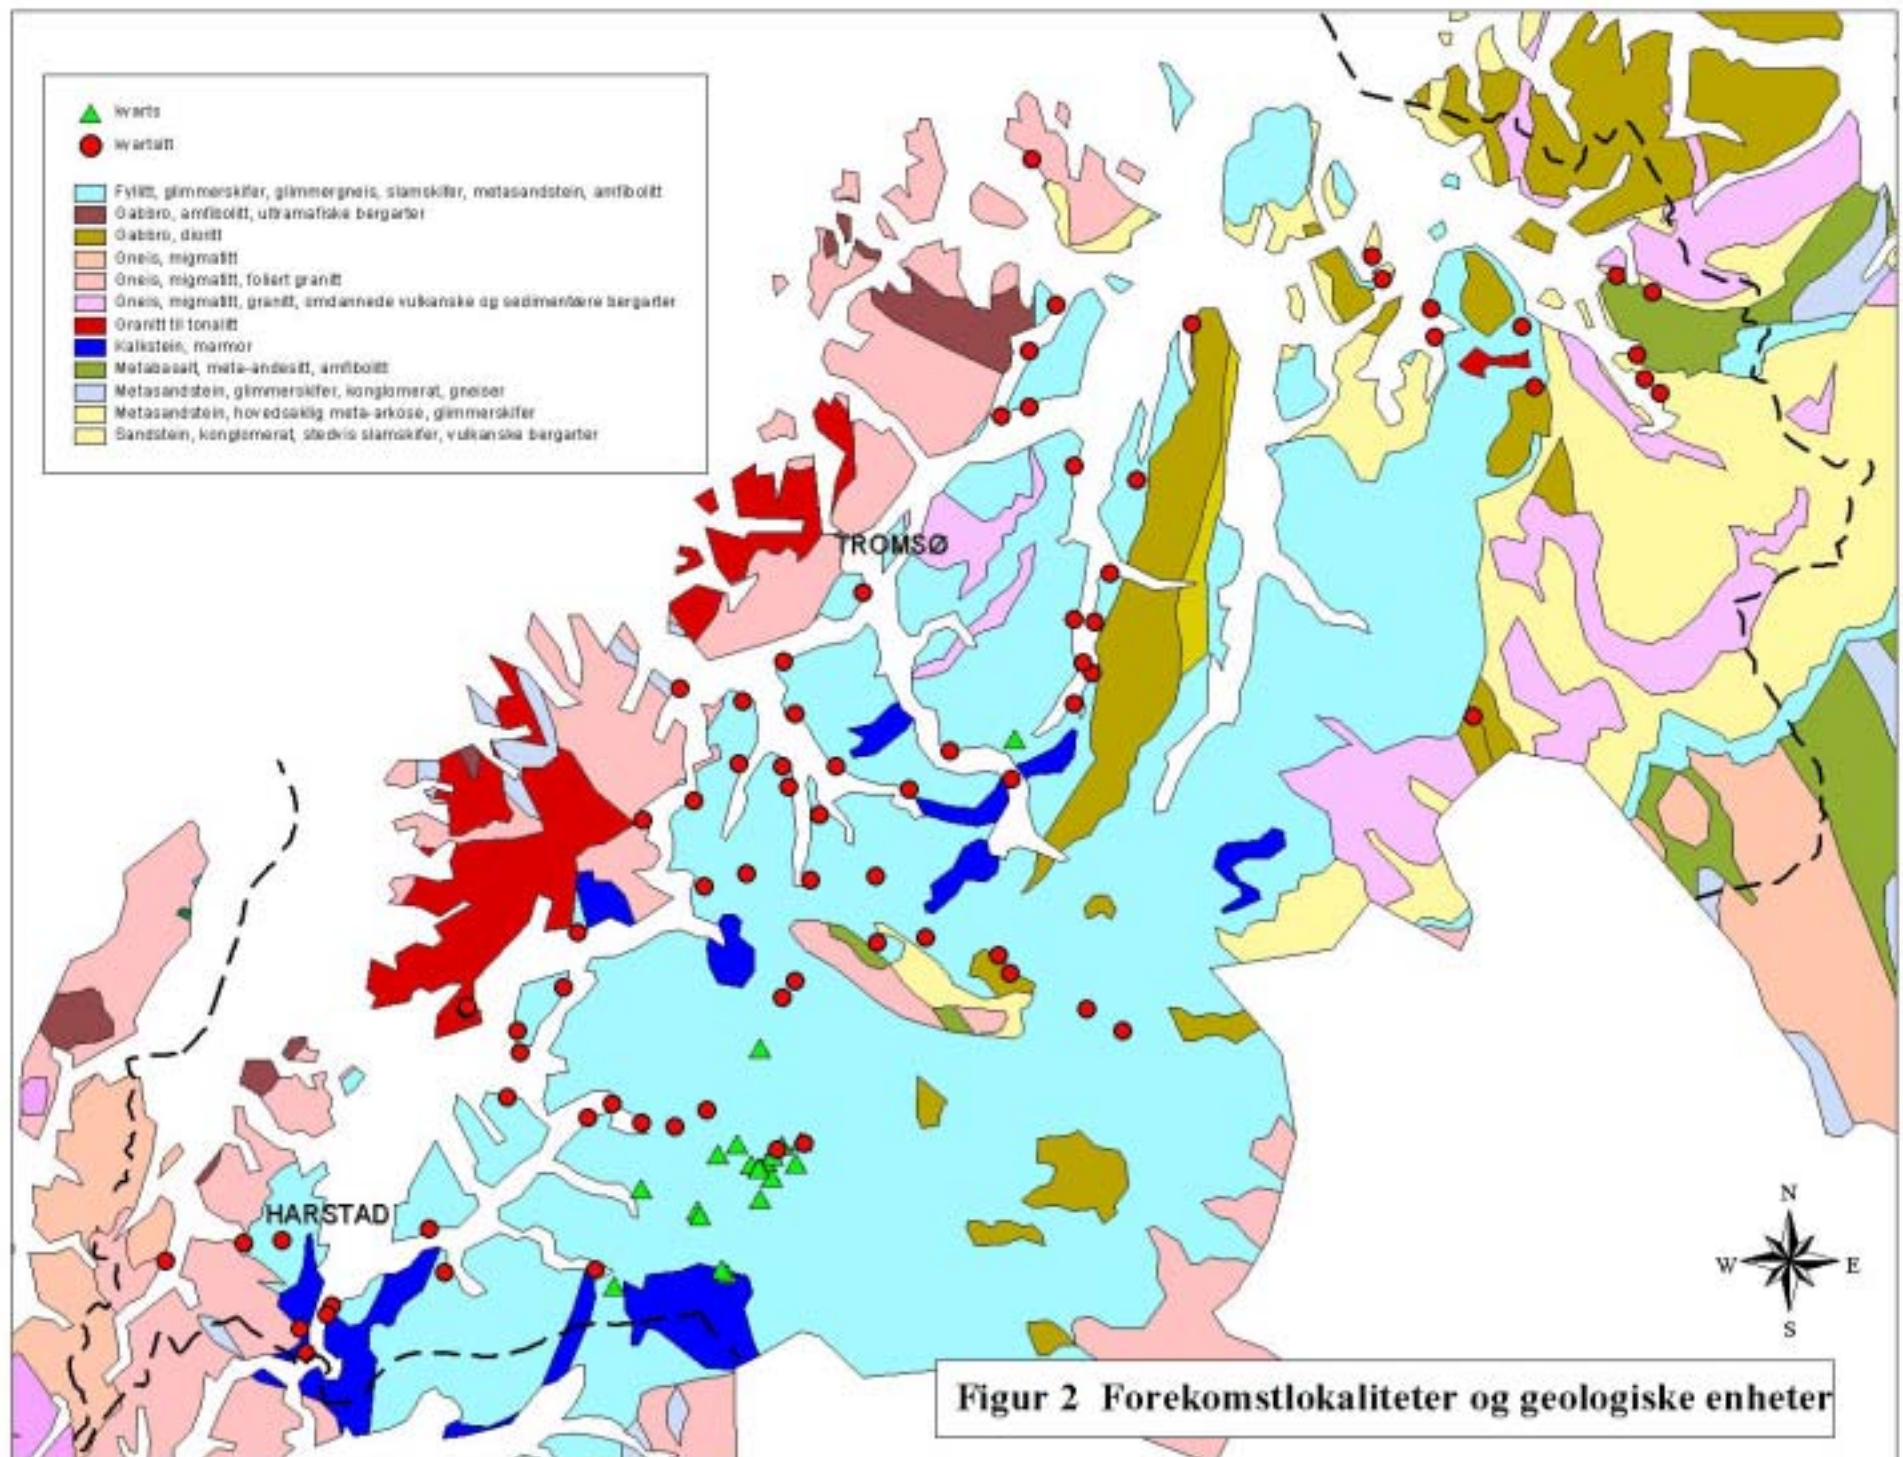 kvarts
kvartsitt
Fyllitt, glimmerskifer, glimmergneis, slamskifer, metasandstein, amfibolitt
Gabbro, amfibolitt, ultramafiske bergarter
Gabbro, dioritt
Gneis, migmatitt
Gneis, migmatitt, foliert granitt
Gneis, migmatitt, granitt, omdannede vulkanske og sedimentære bergarter
Granitt til tonalitt
Kalkstein, marmor
Metabasalt, meta-andesitt, amfibolitt
Metasandstein, glimmerskifer, konglomerat, gneiser
Metasandstein, hovedsaklig meta-arkose, glimmerskifer
Sandstein, konglomerat, stedvis slamskifer, vulkanske bergarter
TROMSØ
HARSTAD
N
W E
S
Figur 2 Forekomstlokaliteter og geologiske enheter